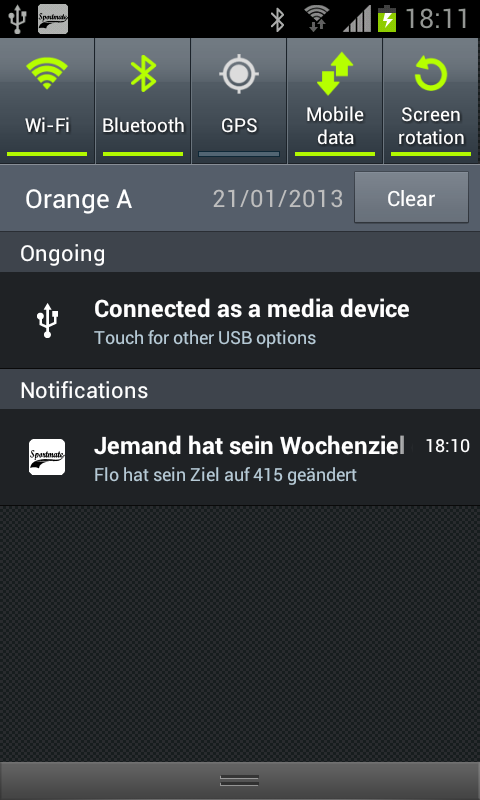 Sportmate
18:11
Wi-Fi
Bluetooth
GPS
Mobile
data
Screen
rotation
Orange A
21/01/2013
Clear
Ongoing
Connected as a media device
Touch for other USB options
Notifications
Sportmate
Jemand hat sein Wochenziel
18:10
Flo hat sein Ziel auf 415 geändert